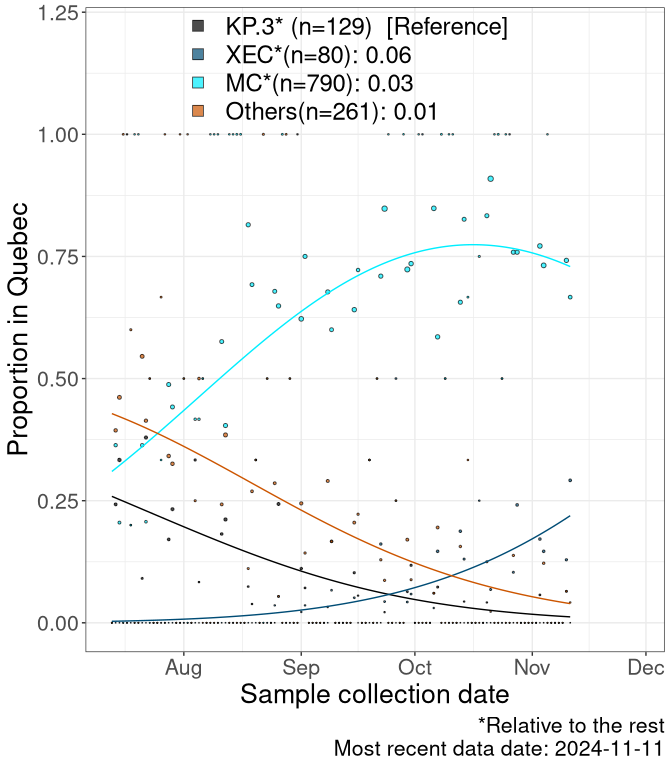 KP.3* (n=129)  [Reference]
XEC*(n=80): 0.06
MC*(n=790): 0.03
Others(n=261): 0.01
1.25
1.00
0.75
0.50
0.25
0.00
Proportion in Quebec
Aug Sep Oct Nov Dec
Sample collection date
*Relative to the rest
Most recent data date: 2024-11-11